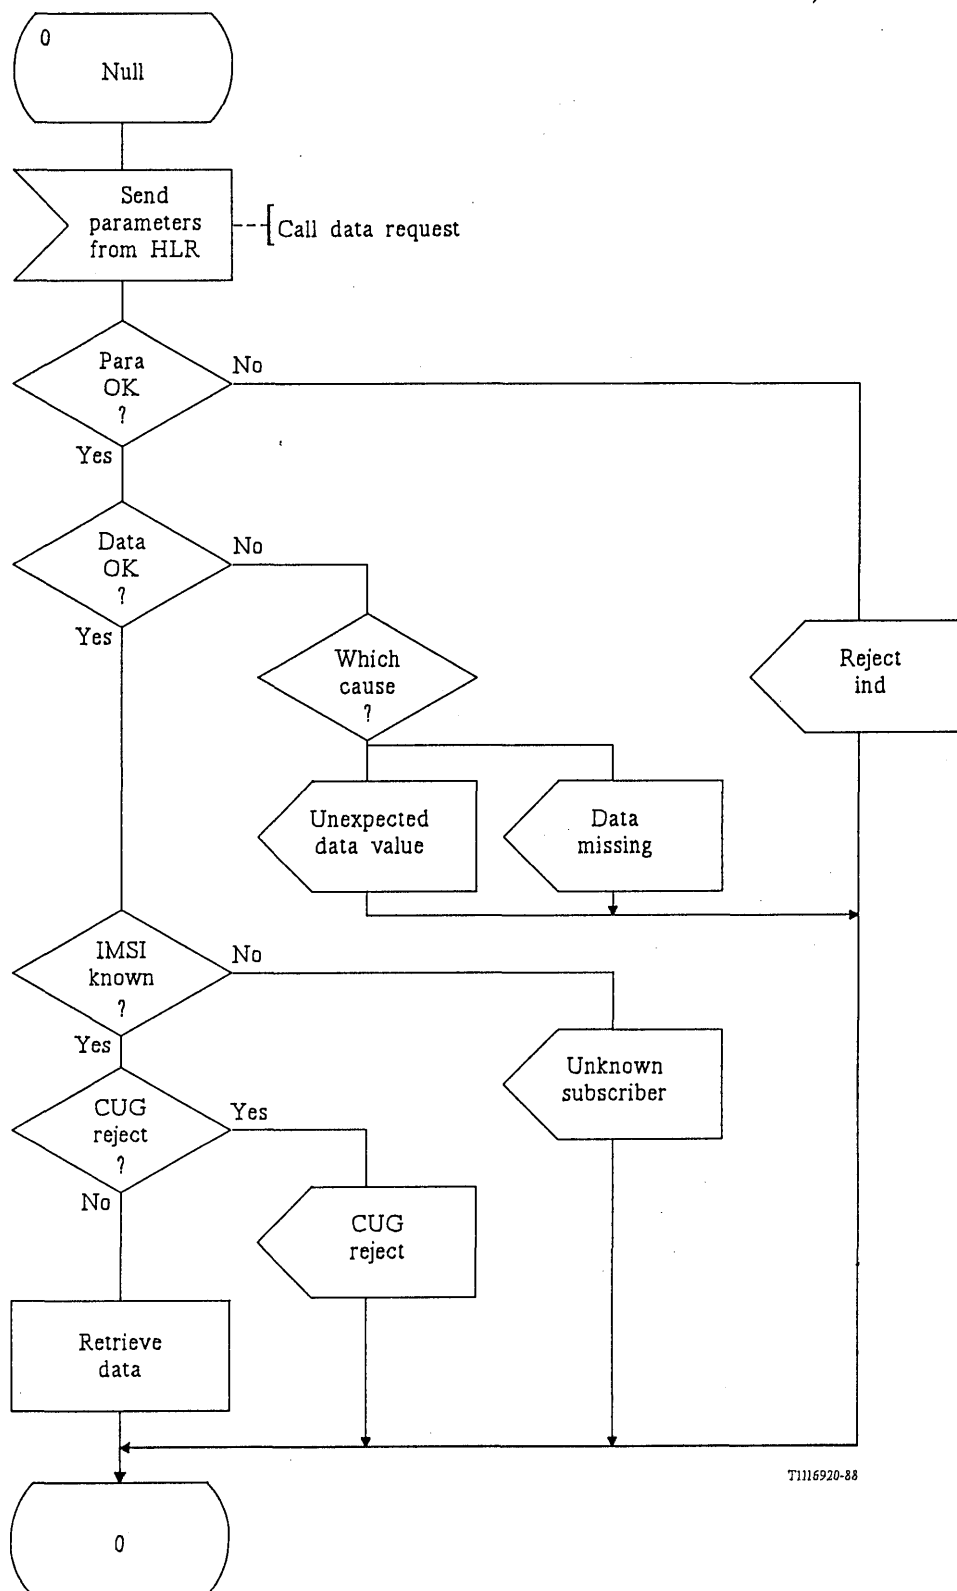 0
Null
Send
parameters
from HLR
Call data request
Para
OK
?
No
Yes
Data
OK
?
No
Yes
Which
cause
?
Reject
ind
Unexpected
data value
Data
missing
IMSI
known
?
No
Yes
Unknown
subscriber
CUG
reject
?
Yes
No
CUG
reject
Retrieve
data
T1116920-88
0